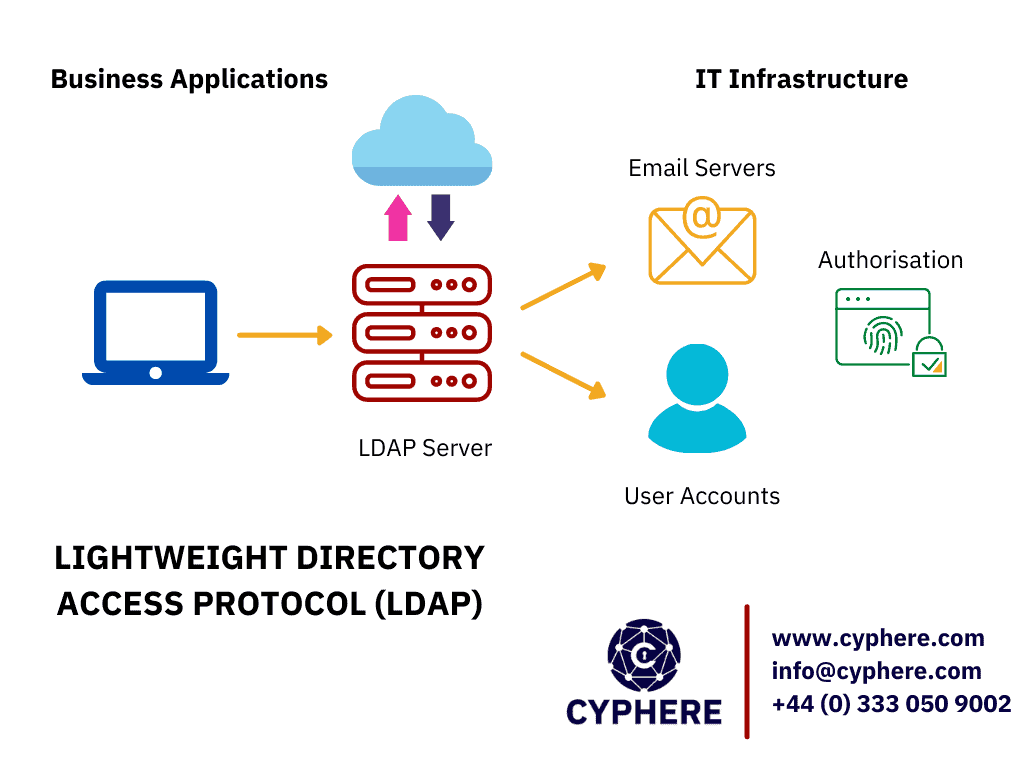 Business Applications
IT Infrastructure
Email Servers
@
Authorisation
LDAP Server
User Accounts
LIGHTWEIGHT DIRECTORY
ACCESS PROTOCOL (LDAP)
C
CYPHERE
www.cyphere.com
info@cyphere.com
+44 (0) 333 050 9002